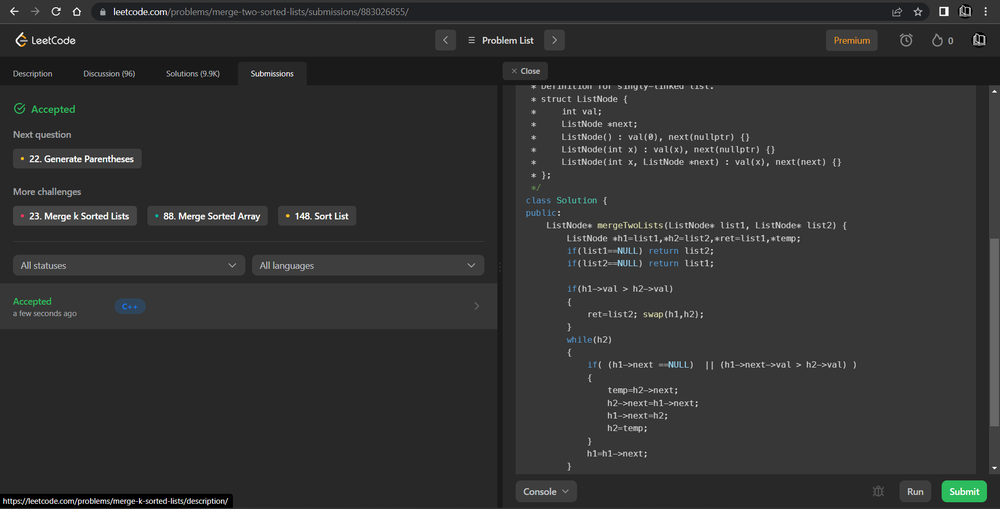 leetcode.com/problems/merge-two-sorted-lists/submissions/883026855/
LeetCode
Problem List
Premium
0
Description
Discussion (96)
Solutions (9.9K)
Submissions
Close
Accepted
Next question
22. Generate Parentheses
More challenges
23. Merge k Sorted Lists
88. Merge Sorted Array
148. Sort List
All statuses
All languages
Accepted
a few seconds ago
C++
* Definition for singly-linked list.
* struct ListNode {
*     int val;
*     ListNode *next;
*     ListNode() : val(0), next(nullptr) {}
*     ListNode(int x) : val(x), next(nullptr) {}
*     ListNode(int x, ListNode *next) : val(x), next(next) {}
* };
*/
class Solution {
public:
    ListNode* mergeTwoLists(ListNode* list1, ListNode* list2) {
        ListNode *h1=list1,*h2=list2,*ret=list1,*temp;
        if(list1==NULL) return list2;
        if(list2==NULL) return list1;

        if(h1->val > h2->val)
        {
            ret=list2; swap(h1,h2);
        }
        while(h2)
        {
            if( (h1->next ==NULL)  || (h1->next->val > h2->val) )
            {
                temp=h2->next;
                h2->next=h1->next;
                h1->next=h2;
                h2=temp;
            }
            h1=h1->next;
        }
Console
Run
Submit
https://leetcode.com/problems/merge-k-sorted-lists/description/